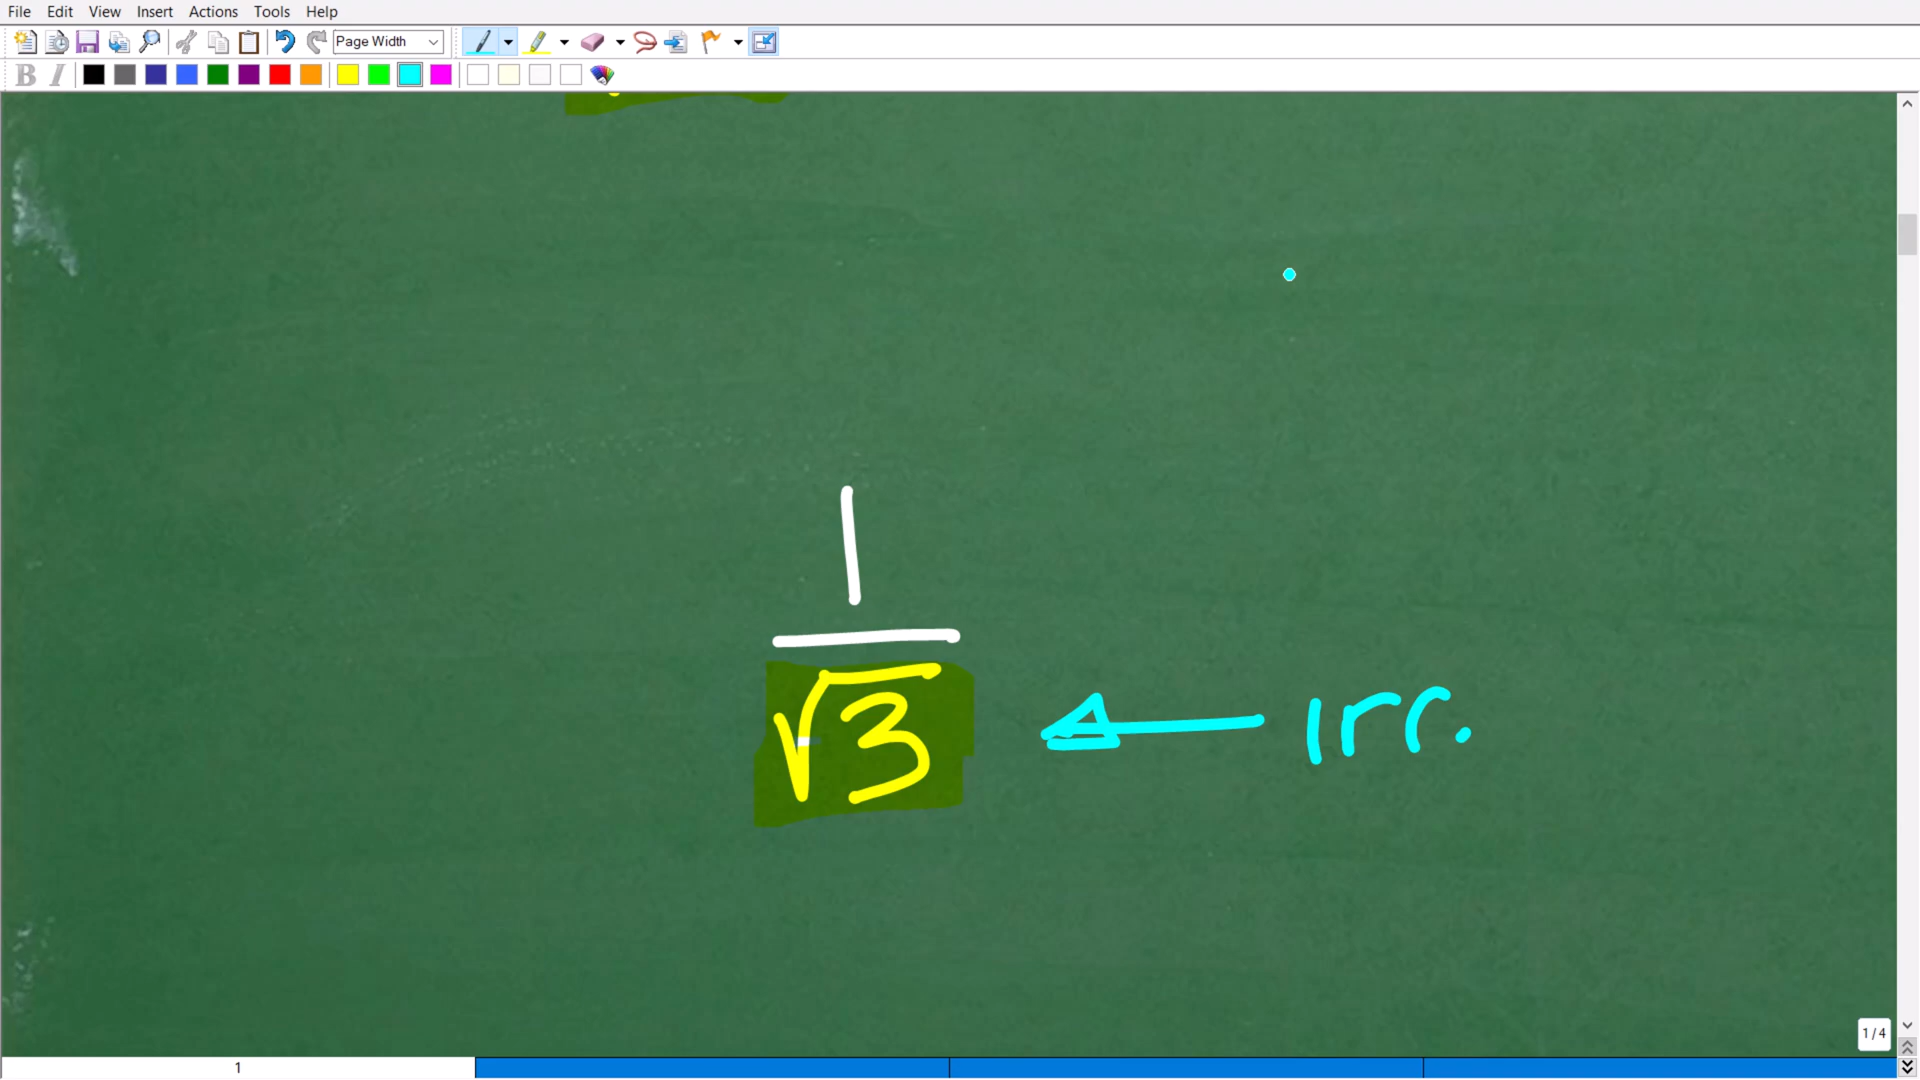 File Edit View Insert Actions Tools Help
Page Width
B I
1
√3 irr.
1 / 4
1